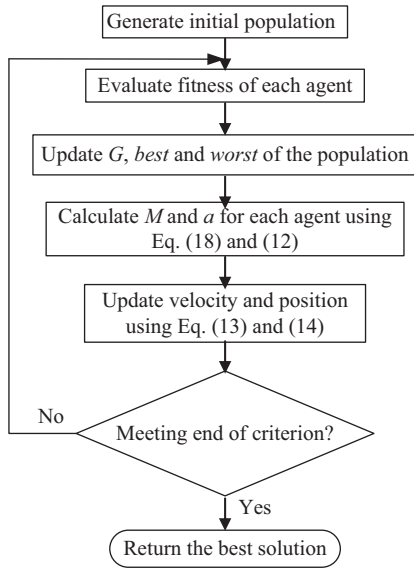 Generate initial population
Evaluate fitness of each agent
Update G, best and worst of the population
Calculate M and a for each agent using
Eq. (18) and (12)
Update velocity and position
using Eq. (13) and (14)
No
Meeting end of criterion?
Yes
Return the best solution